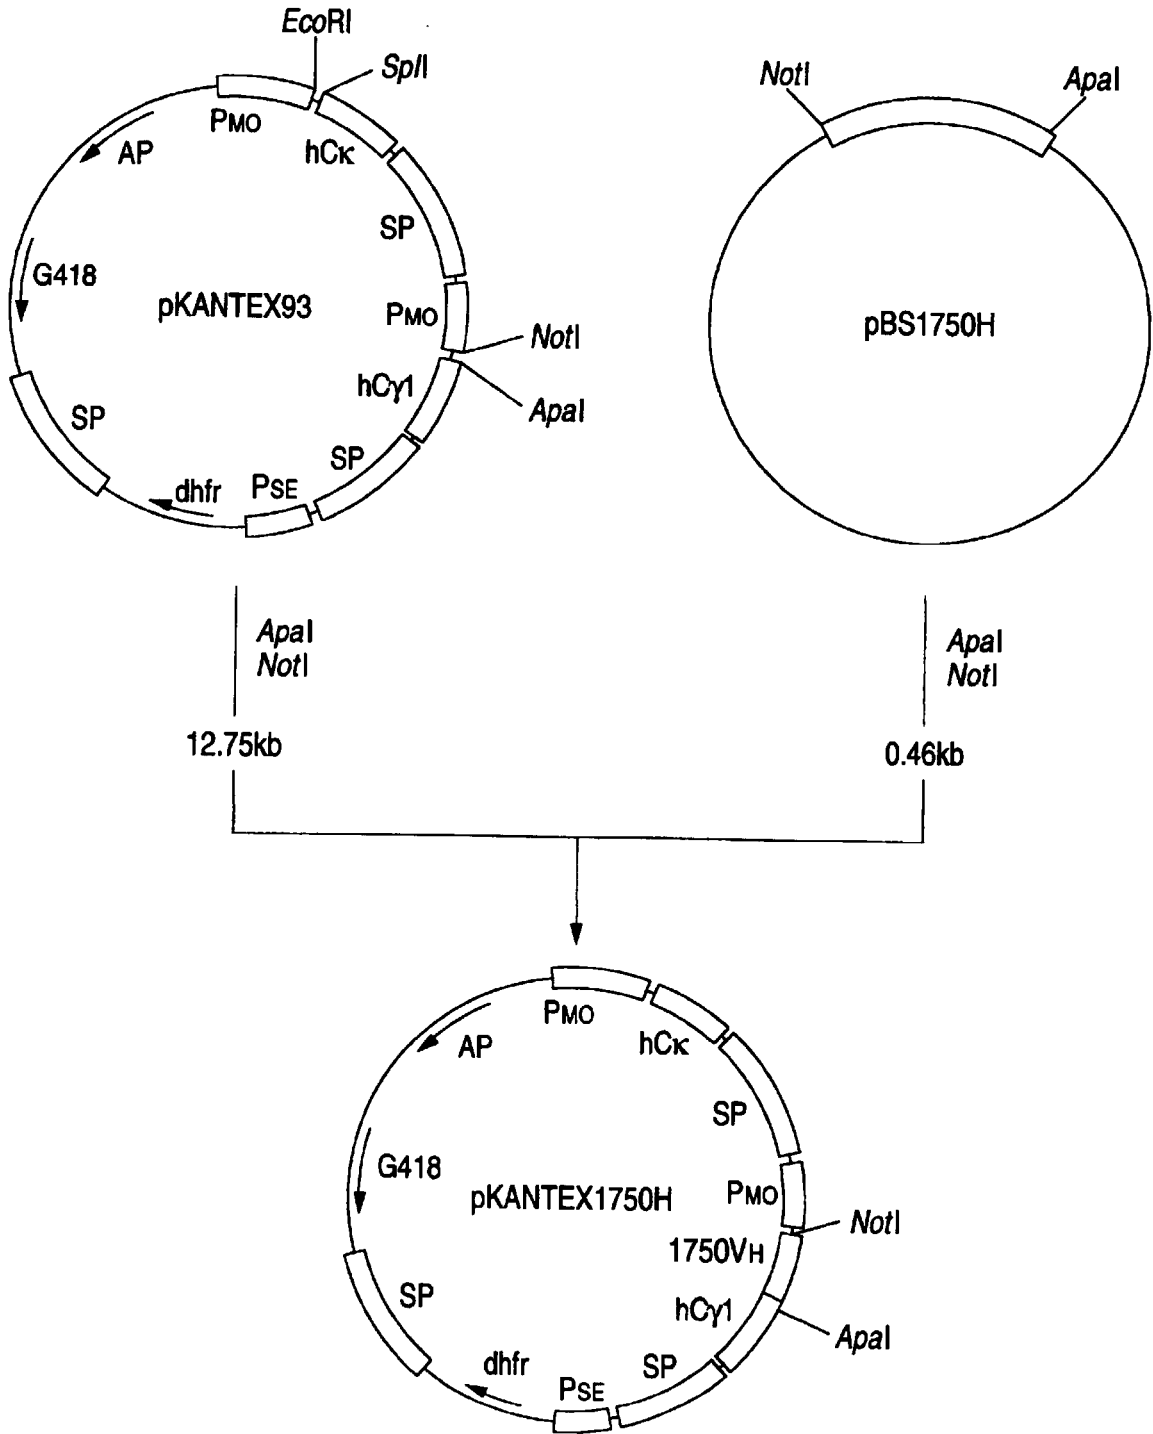 EcoRI
SplI
PMO
hCκ
AP
SP
G418
pKANTEX93
PMO
NotI
hCγ1
ApaI
SP
SP
dhfr
PSE
NotI
ApaI
pBS1750H
ApaI
NotI
12.75kb
ApaI
NotI
0.46kb
PMO
hCκ
AP
SP
G418
pKANTEX1750H
PMO
NotI
1750VH
hCγ1
ApaI
SP
SP
dhfr
PSE